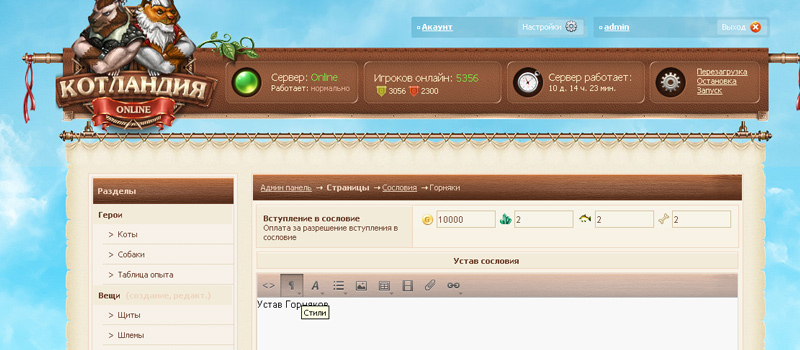 Акаунт
Настройки
admin
Выход
КОТЛАНДИЯ
ONLINE
Сервер: Online
Работает: нормально
Игроков онлайн: 5356
3056 2300
Сервер работает:
10 д. 14 ч. 23 мин.
Перезагрузка
Остановка
Запуск
Разделы
Герои
> Коты
> Собаки
> Таблица опыта
Вещи (создание, редакт.)
> Щиты
> Шлемы
Админ панель → Страницы → Сословия → Горняки
Вступление в сословие
Оплата за разрешение вступления в
сословие
10000 2 2 2
Устав сословия
Устав Горняков
Стили